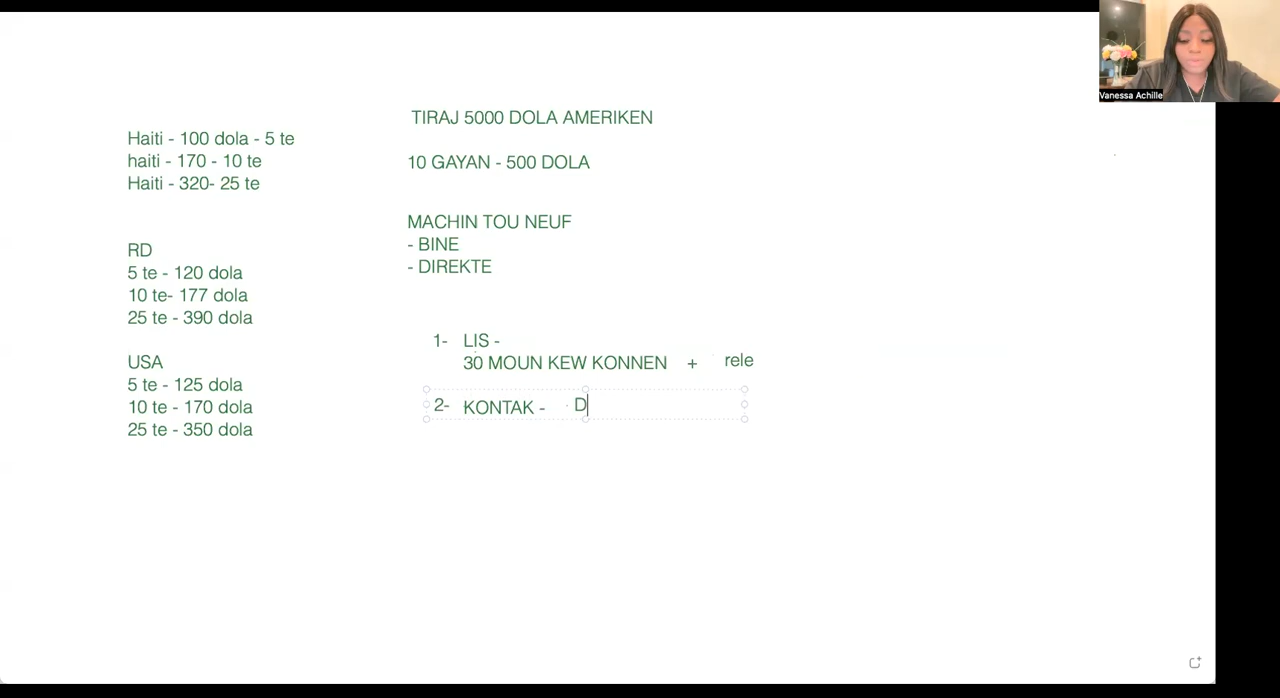 Vanessa Achille
Haiti - 100 dola - 5 te
haiti - 170 - 10 te
Haiti - 320- 25 te
RD
5 te - 120 dola
10 te- 177 dola
25 te - 390 dola
USA
5 te - 125 dola
10 te - 170 dola
25 te - 350 dola
TIRAJ 5000 DOLA AMERIKEN
10 GAYAN - 500 DOLA
MACHIN TOU NEUF
- BINE
- DIREKTE
1- LIS -
30 MOUN KEW KONNEN + rele
2- KONTAK - D